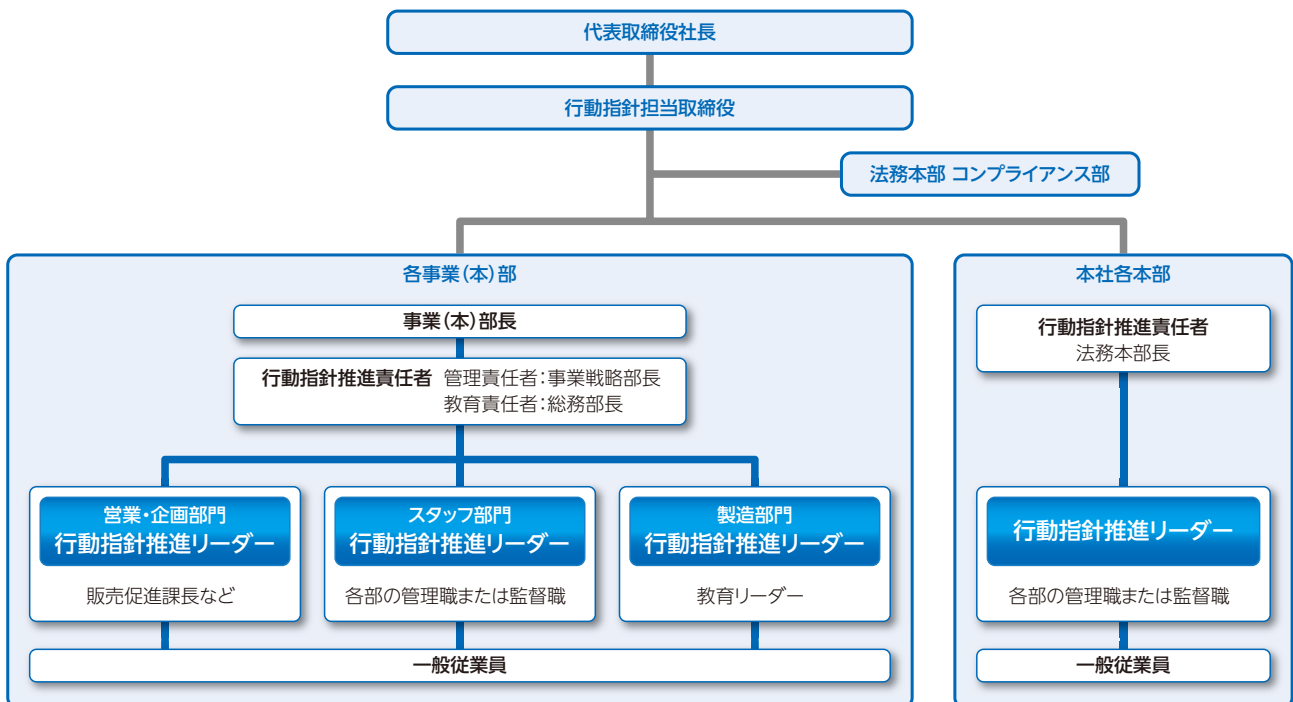 代表取締役社長
行動指針担当取締役
法務本部 コンプライアンス部
各事業(本)部
事業(本)部長
行動指針推進責任者 管理責任者:事業戦略部長
教育責任者:総務部長
営業・企画部門
行動指針推進リーダー
販売促進課長など
スタッフ部門
行動指針推進リーダー
各部の管理職または監督職
製造部門
行動指針推進リーダー
教育リーダー
一般従業員
本社各本部
行動指針推進責任者
法務本部長
行動指針推進リーダー
各部の管理職または監督職
一般従業員